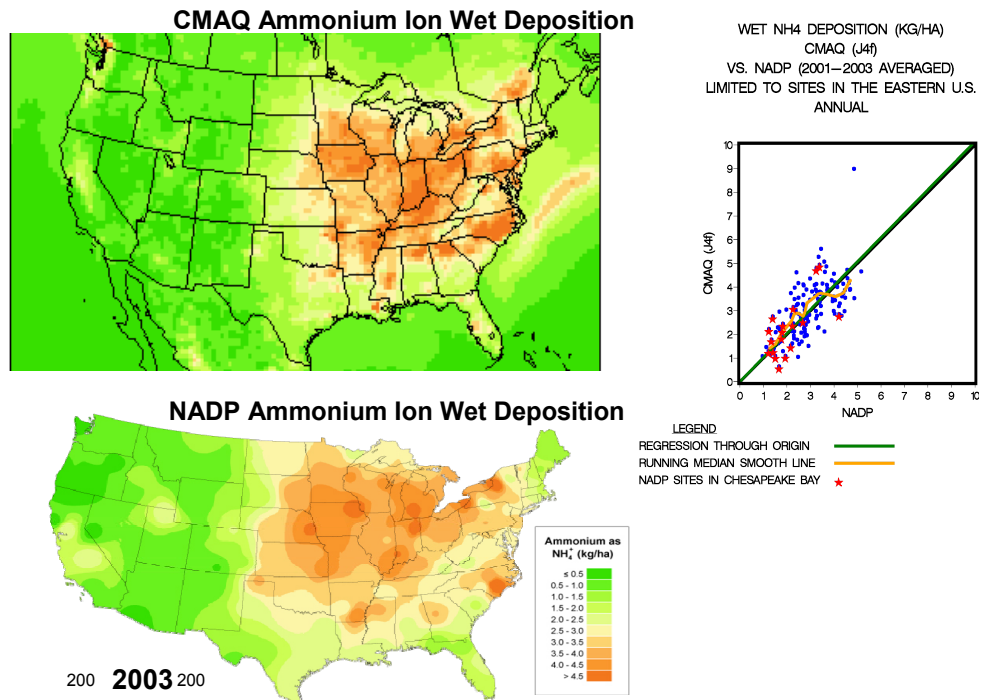 CMAQ Ammonium Ion Wet Deposition
NADP Ammonium Ion Wet Deposition
Ammonium as
NH₄⁺ (kg/ha)
≤ 0.5
0.5 - 1.0
1.0 - 1.5
1.5 - 2.0
2.0 - 2.5
2.5 - 3.0
3.0 - 3.5
3.5 - 4.0
4.0 - 4.5
> 4.5
200 2003 200
WET NH4 DEPOSITION (KG/HA)
CMAQ (J4f)
VS. NADP (2001–2003 AVERAGED)
LIMITED TO SITES IN THE EASTERN U.S.
ANNUAL
CMAQ (J4f)
10
9
8
7
6
5
4
3
2
1
0
0 1 2 3 4 5 6 7 8 9 10
NADP
LEGEND
REGRESSION THROUGH ORIGIN
RUNNING MEDIAN SMOOTH LINE
NADP SITES IN CHESAPEAKE BAY